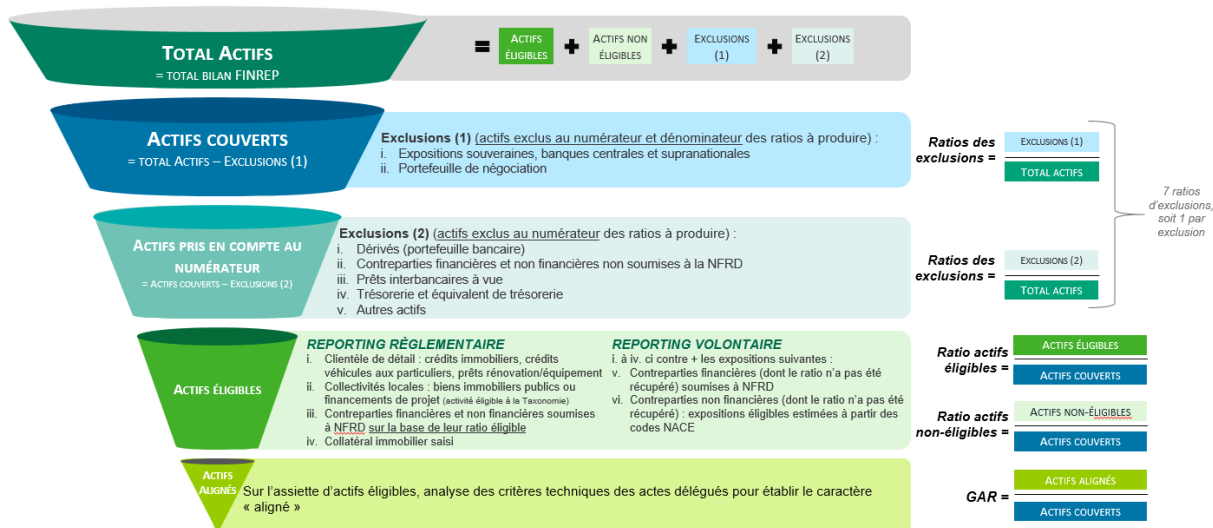 TOTAL ACTIFS
= TOTAL BILAN FINREP
=
ACTIFS
ÉLIGIBLES
+
ACTIFS NON
ÉLIGIBLES
+
EXCLUSIONS
(1)
+
EXCLUSIONS
(2)
ACTIFS COUVERTS
= TOTAL ACTIFS – EXCLUSIONS (1)
Exclusions (1) (actifs exclus au numérateur et dénominateur des ratios à produire) :
i. Expositions souveraines, banques centrales et supranationales
ii. Portefeuille de négociation
Ratios des
exclusions =
EXCLUSIONS (1)
TOTAL ACTIFS
7 ratios
d'exclusions,
soit 1 par
exclusion
ACTIFS PRIS EN COMPTE AU
NUMÉRATEUR
= ACTIFS COUVERTS – EXCLUSIONS (2)
Exclusions (2) (actifs exclus au numérateur des ratios à produire) :
i. Dérivés (portefeuille bancaire)
ii. Contreparties financières et non financières non soumises à la NFRD
iii. Prêts interbancaires à vue
iv. Trésorerie et équivalent de trésorerie
v. Autres actifs
Ratios des
exclusions =
EXCLUSIONS (2)
TOTAL ACTIFS
ACTIFS ÉLIGIBLES
REPORTING RÈGLEMENTAIRE
i. Clientèle de détail : crédits immobiliers, crédits
véhicules aux particuliers, prêts rénovation/équipement
ii. Collectivités locales : biens immobiliers publics ou
financements de projet (activité éligible à la Taxonomie)
iii. Contreparties financières et non financières soumises
à NFRD sur la base de leur ratio éligible
iv. Collatéral immobilier saisi
REPORTING VOLONTAIRE
i. à iv. ci contre + les expositions suivantes :
v. Contreparties financières (dont le ratio n'a pas été
récupéré) soumises à NFRD
vi. Contreparties non financières (dont le ratio n'a pas été
récupéré) : expositions éligibles estimées à partir des
codes NACE
Ratio actifs
éligibles =
ACTIFS ÉLIGIBLES
ACTIFS COUVERTS
Ratio actifs
non-éligibles =
ACTIFS NON-ÉLIGIBLES
ACTIFS COUVERTS
ACTIFS
ALIGNÉS
Sur l'assiette d'actifs éligibles, analyse des critères techniques des actes délégués pour établir le caractère
« aligné »
GAR =
ACTIFS ALIGNÉS
ACTIFS COUVERTS